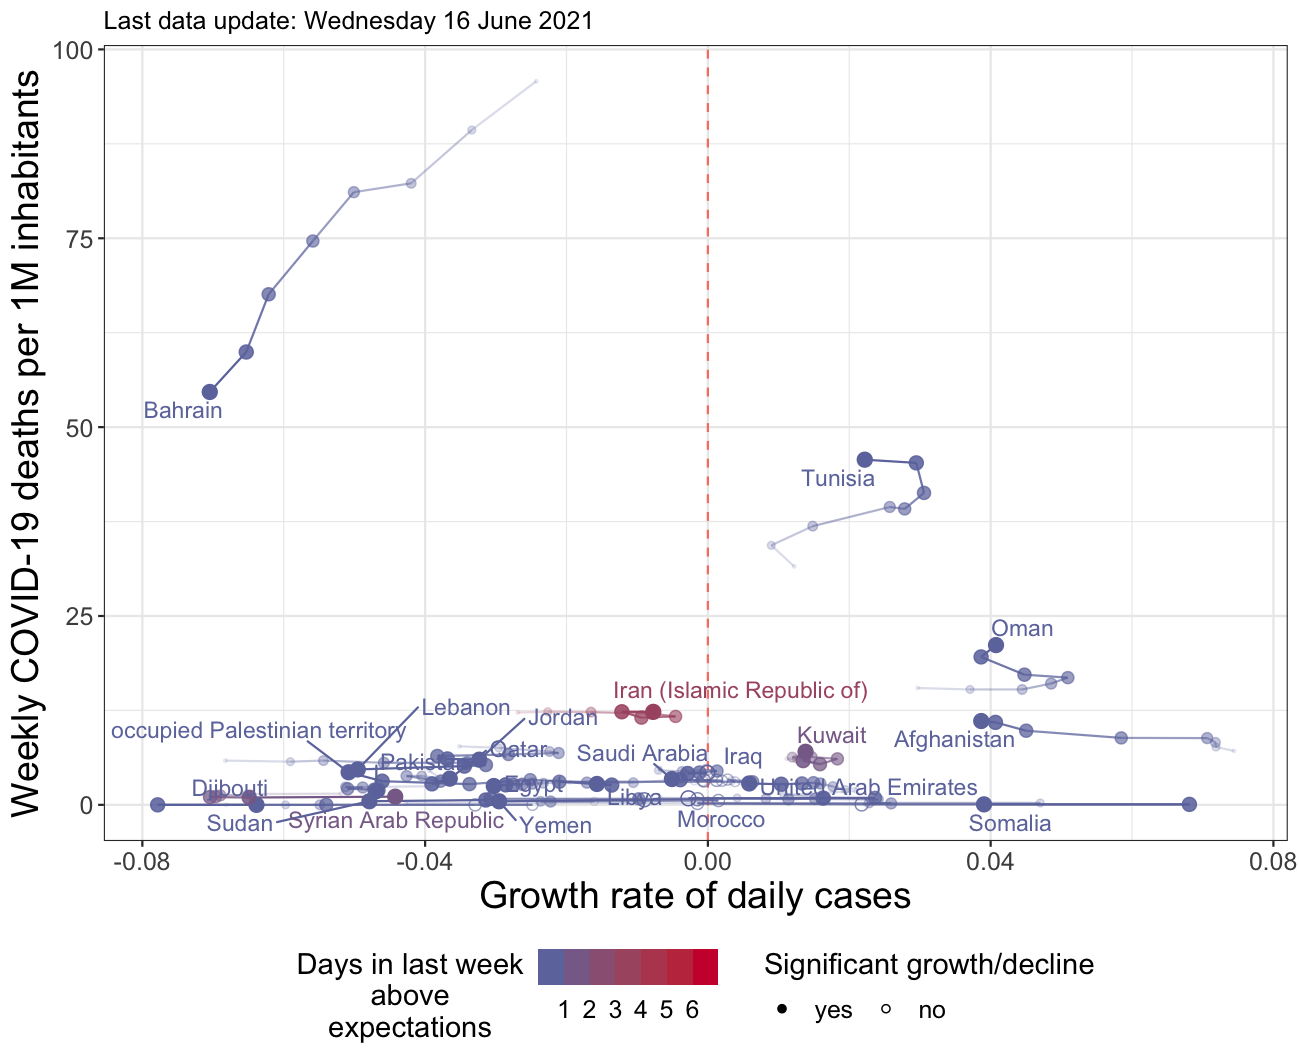 Last data update: Wednesday 16 June 2021
Weekly COVID-19 deaths per 1M inhabitants
100
75
50
25
0
Bahrain
Tunisia
Oman
Iran (Islamic Republic of)
Lebanon
Jordan
occupied Palestinian territory
Qatar
Saudi Arabia
Iraq
Kuwait
Afghanistan
Pakistan
Djibouti
Egypt
United Arab Emirates
Libya
Sudan
Syrian Arab Republic
Yemen
Morocco
Somalia
-0.08
-0.04
0.00
0.04
0.08
Growth rate of daily cases
Days in last week
above
expectations
1 2 3 4 5 6
Significant growth/decline
yes
no